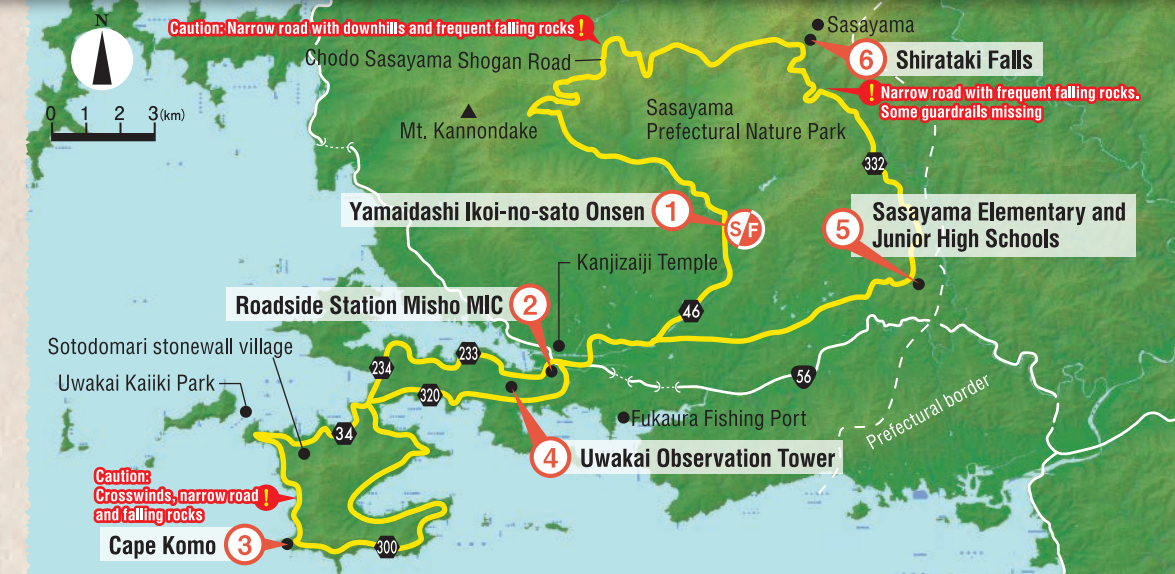 N
0 1 2 3 (km)
Caution: Narrow road with downhills and frequent falling rocks !
Chodo Sasayama Shogan Road
Sasayama
6 Shirataki Falls
! Narrow road with frequent falling rocks.
Some guardrails missing
Mt. Kannondake
Sasayama
Prefectural Nature Park
332
Yamaidashi Ikoi-no-sato Onsen 1
S/F
5 Sasayama Elementary and
Junior High Schools
Kanjizaiji Temple
Roadside Station Misho MIC 2
46
Sotodomari stonewall village
233
234
Uwakai Kaiiki Park
320
56
Prefectural border
Fukaura Fishing Port
34
4 Uwakai Observation Tower
Caution:
Crosswinds, narrow road !
and falling rocks
Cape Komo 3
300